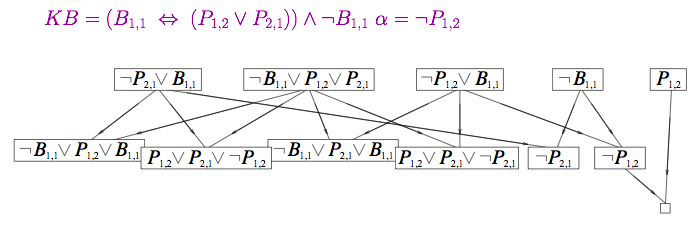 KB = (B₁,₁ ⇔ (P₁,₂ ∨ P₂,₁)) ∧ ¬B₁,₁ α = ¬P₁,₂
¬P₂,₁ ∨ B₁,₁ ¬B₁,₁ ∨ P₁,₂ ∨ P₂,₁ ¬P₁,₂ ∨ B₁,₁ ¬B₁,₁ P₁,₂
¬B₁,₁ ∨ P₁,₂ ∨ B₁,₁ P₁,₂ ∨ P₂,₁ ∨ ¬P₁,₂ ¬B₁,₁ ∨ P₂,₁ ∨ B₁,₁ P₁,₂ ∨ P₂,₁ ∨ ¬P₂,₁ ¬P₂,₁ ¬P₁,₂